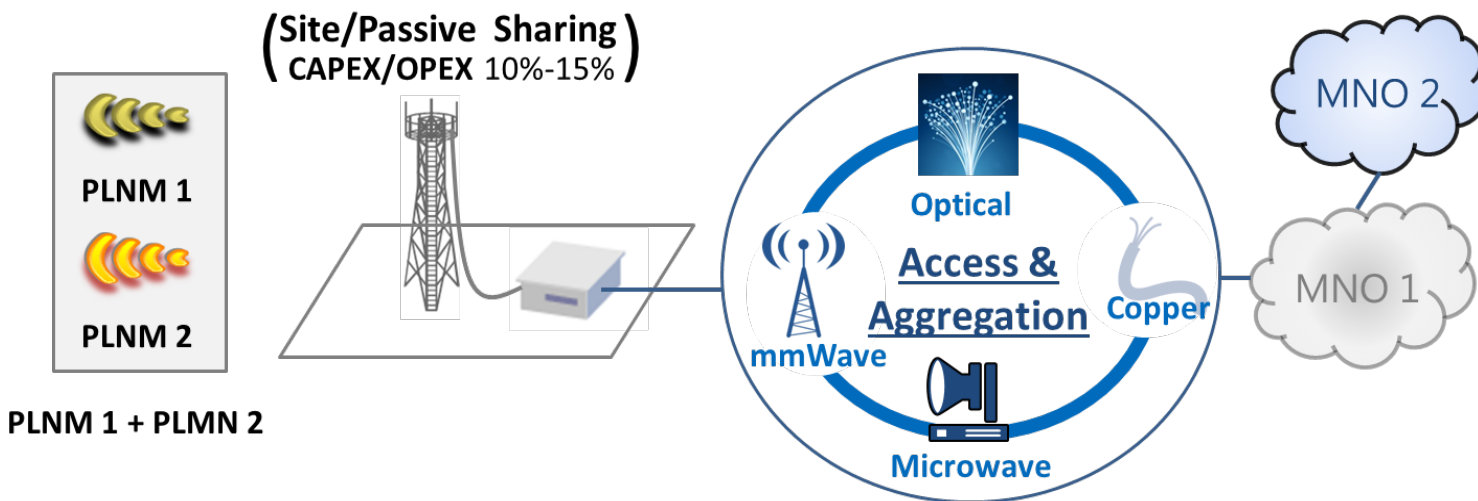 (Site/Passive Sharing
CAPEX/OPEX 10%-15%)
PLNM 1
PLNM 2
PLNM 1 + PLMN 2
Optical
Access &
Aggregation
mmWave
Copper
Microwave
MNO 2
MNO 1